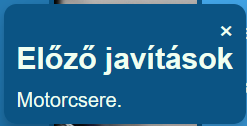 ×
Előző javítások
Motorcsere.